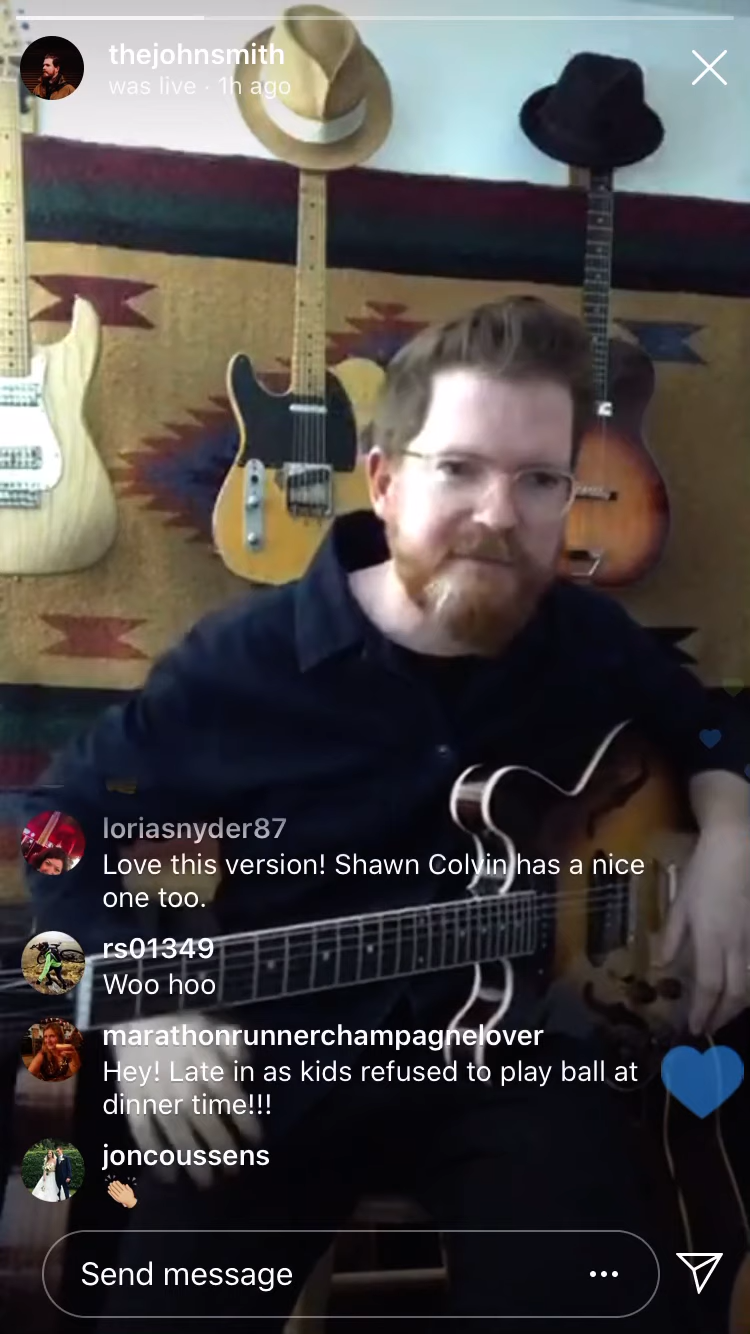 thejohnsmith
was live · 1h ago
loriasnyder87
Love this version! Shawn Colvin has a nice
one too.
rs01349
Woo hoo
marathonrunnerchampagnelover
Hey! Late in as kids refused to play ball at
dinner time!!!
joncoussens
👏🏼
Send message